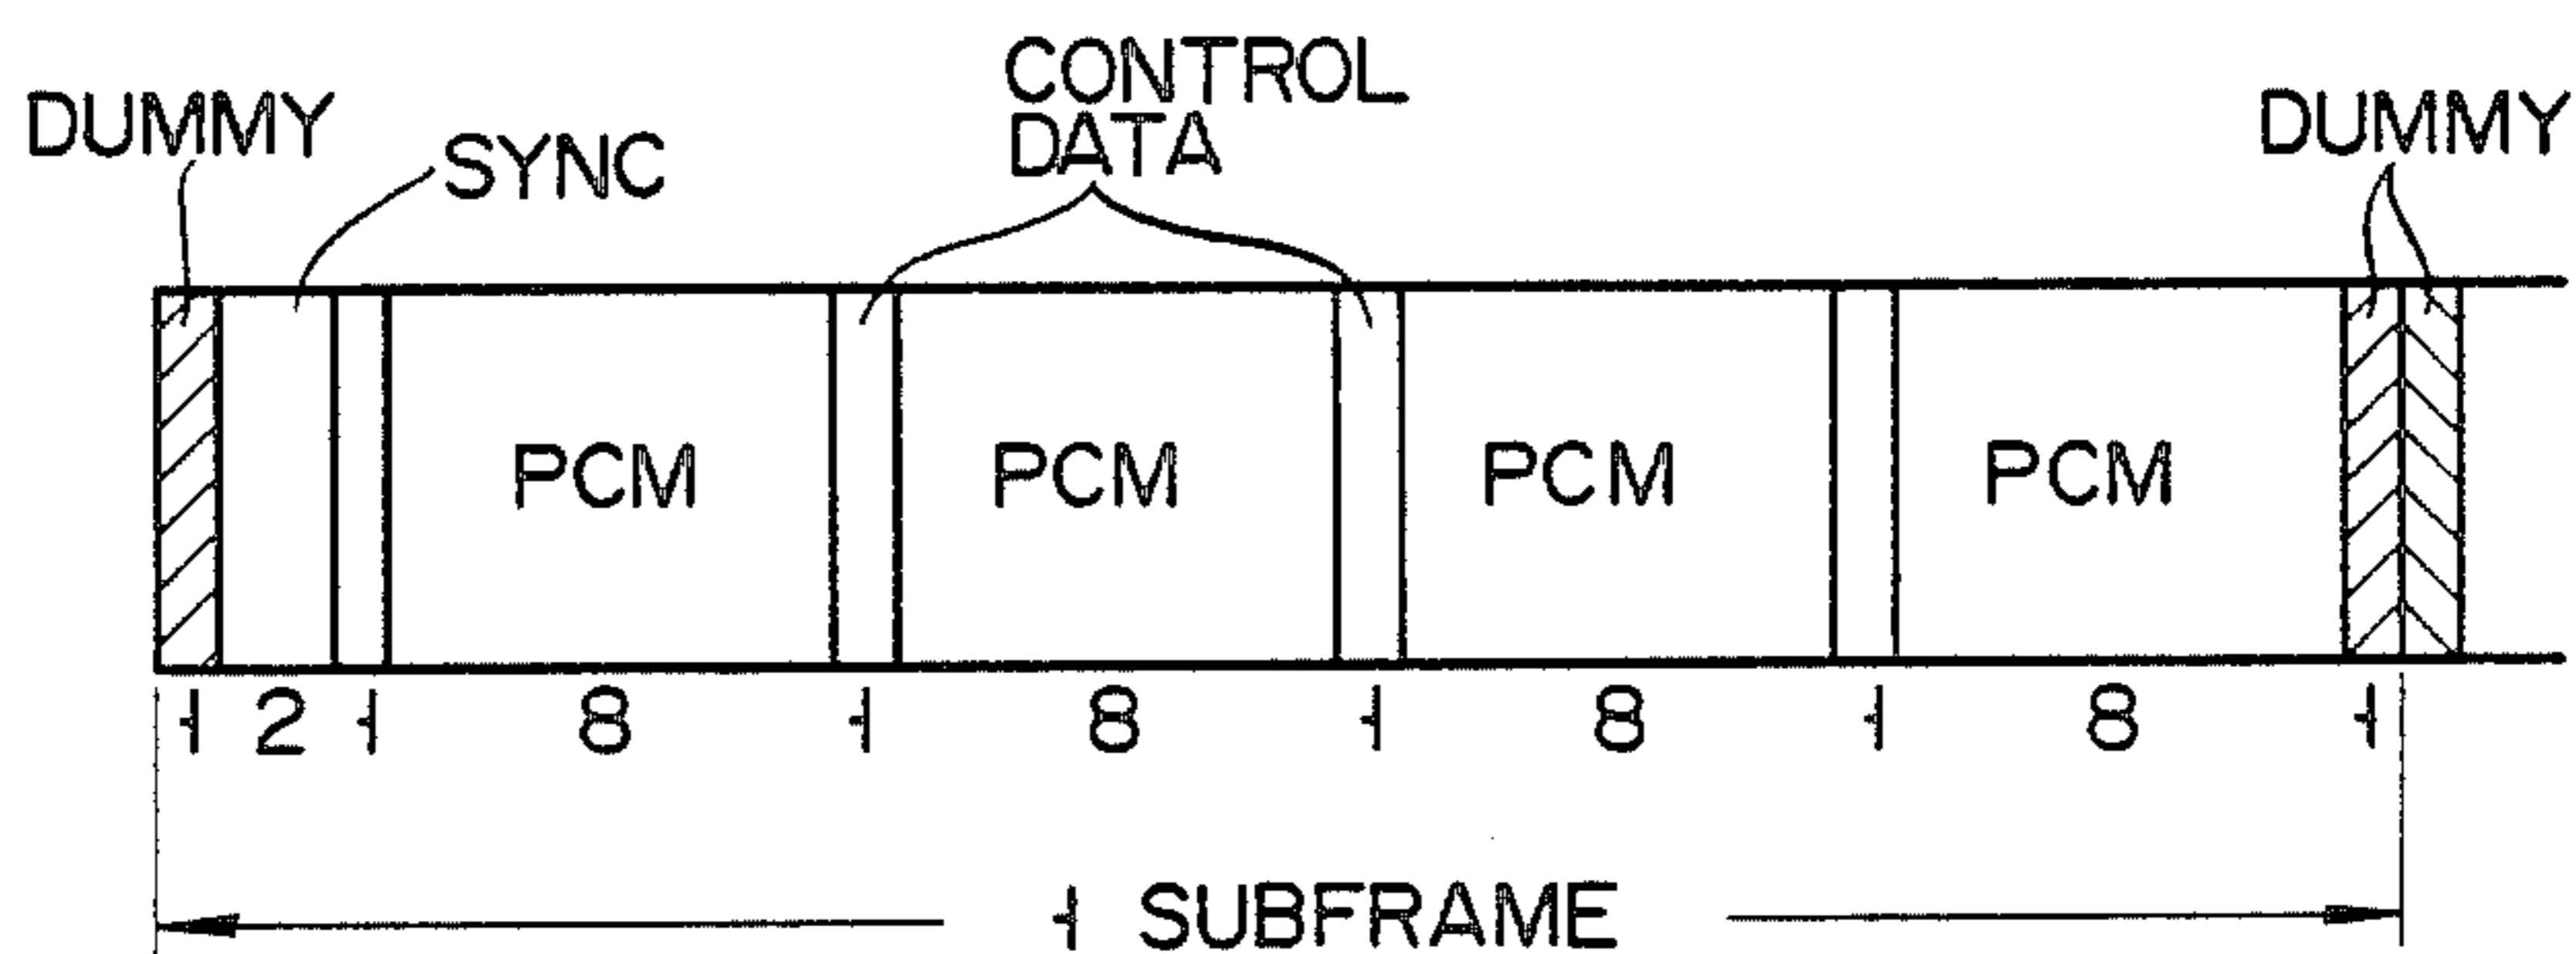 CONTROL
DATA
DUMMY
SYNC
DUMMY
PCM PCM PCM PCM
1 2 1 8 1 8 1 8 1 8 1
1 SUBFRAME